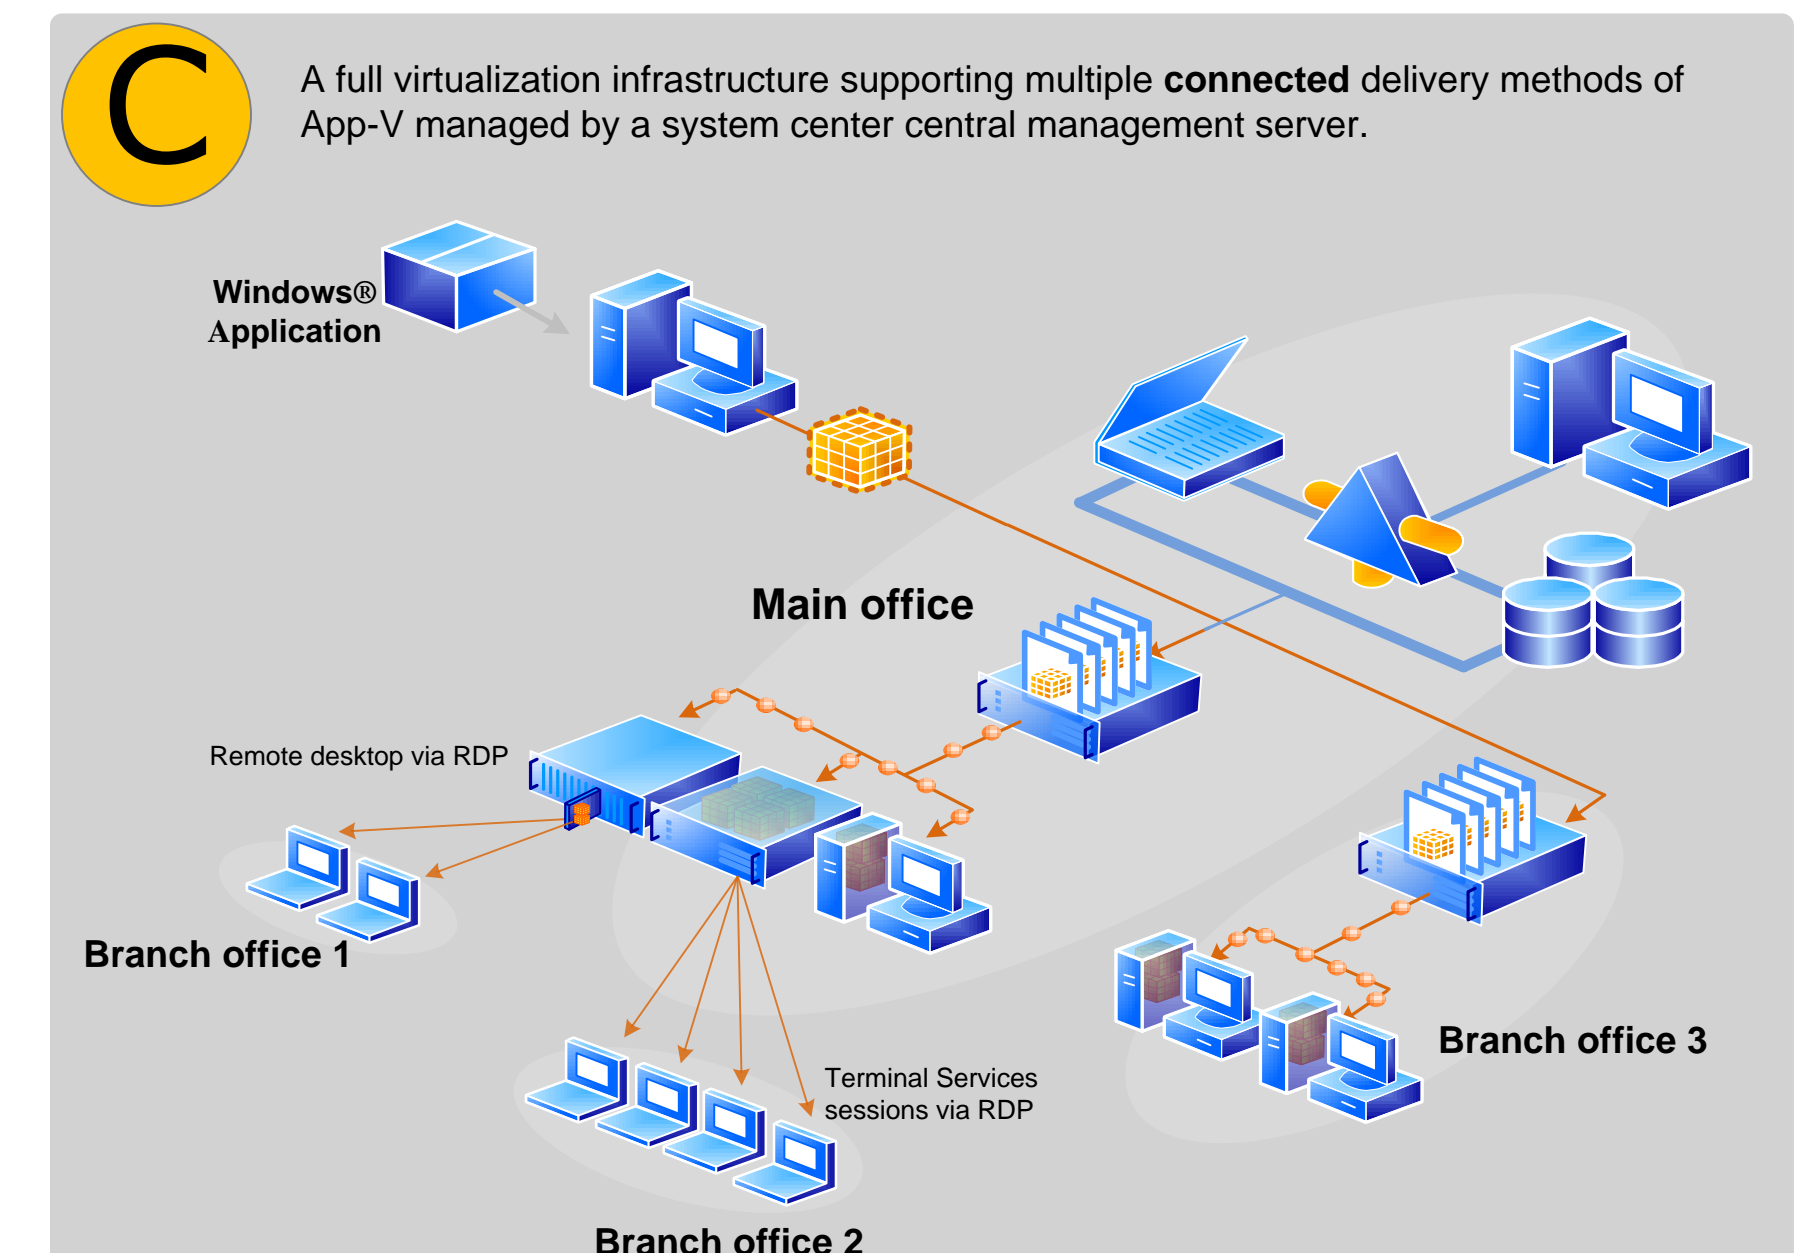 C
A full virtualization infrastructure supporting multiple connected delivery methods of
App-V managed by a system center central management server.
Windows®
Application
Main office
Remote desktop via RDP
Branch office 1
Branch office 3
Terminal Services
sessions via RDP
Branch office 2